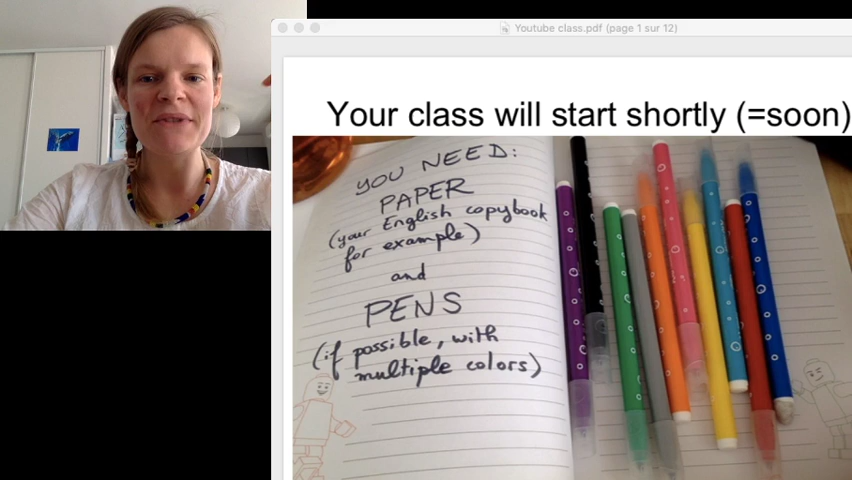 Youtube class.pdf (page 1 sur 12)
Your class will start shortly (=soon)
YOU NEED:
PAPER
(your English copybook
for example)
and
PENS
(if possible, with
multiple colors)